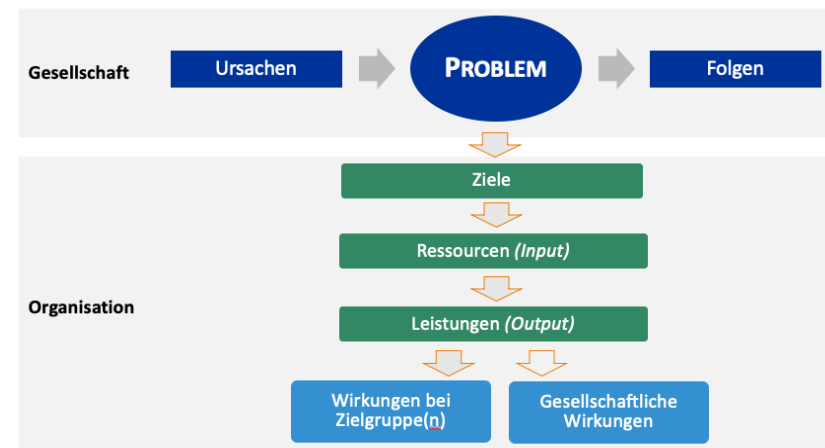 Gesellschaft
Ursachen
PROBLEM
Folgen
Ziele
Ressourcen (Input)
Organisation
Leistungen (Output)
Wirkungen bei
Zielgruppe(n)
Gesellschaftliche
Wirkungen